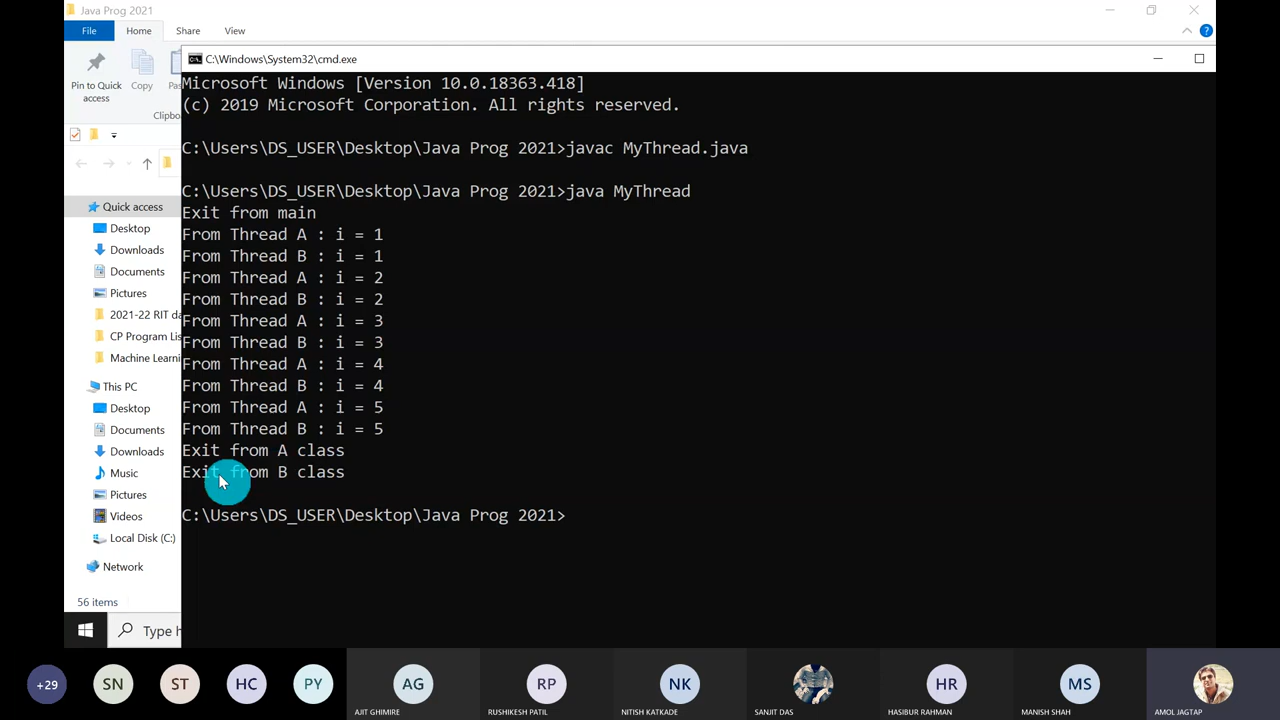 Java Prog 2021
File
Home
Share
View
C:\Windows\System32\cmd.exe
Pin to Quick
access
Copy
Clipb
Quick access
Desktop
Downloads
Documents
Pictures
2021-22 RIT
CP Program
Machine
This PC
Desktop
Documents
Downloads
Music
Pictures
Videos
Local Disk (C:)
Network
56 items
Type
Microsoft Windows [Version 10.0.18363.418]
(c) 2019 Microsoft Corporation. All rights reserved.
C:\Users\DS_USER\Desktop\Java Prog 2021>javac MyThread.java
C:\Users\DS_USER\Desktop\Java Prog 2021>java MyThread
Exit from main
From Thread A : i = 1
From Thread B : i = 1
From Thread A : i = 2
From Thread B : i = 2
From Thread A : i = 3
From Thread B : i = 3
From Thread A : i = 4
From Thread B : i = 4
From Thread A : i = 5
From Thread B : i = 5
Exit from A class
Exit from B class
C:\Users\DS_USER\Desktop\Java Prog 2021>
+29
SN
ST
HC
PY
AG
AJIT GHIMIRE
RP
RUSHIKESH PATIL
NK
NITISH KATKADE
SANJIT DAS
HR
HASIBUR RAHMAN
MS
MANISH SHAH
AMOL JAGTAP